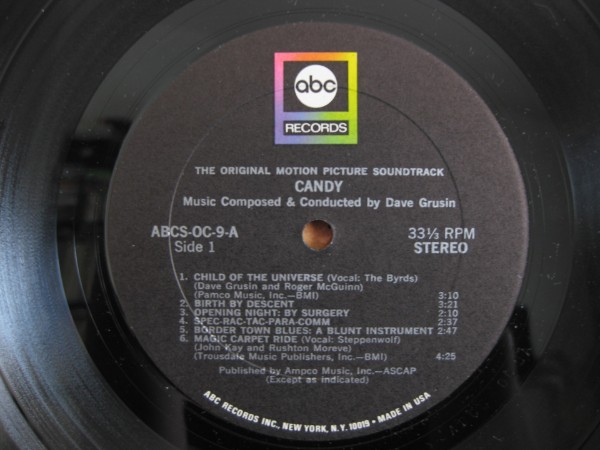 abc
RECORDS
THE ORIGINAL MOTION PICTURE SOUNDTRACK
CANDY
Music Composed & Conducted by Dave Grusin
ABCS-OC-9-A 33⅓ RPM
Side 1 STEREO
1. CHILD OF THE UNIVERSE (Vocal: The Byrds)
(Dave Grusin and Roger McGuinn)
(Pamco Music, Inc.—BMI) 3:10
2. BIRTH BY DESCENT 3:21
3. OPENING NIGHT: BY SURGERY 2:10
4. SPEC-RAC-TAC-PARA-COMM 2:37
5. BORDER TOWN BLUES: A BLUNT INSTRUMENT 2:47
6. MAGIC CARPET RIDE (Vocal: Steppenwolf)
(John Kay and Rushton Moreve)
(Trousdale Music Publishers, Inc.—BMI) 4:25
Published by Ampco Music, Inc.—ASCAP
(Except as indicated)
ABC RECORDS INC., NEW YORK, N.Y. 10019 • MADE IN USA